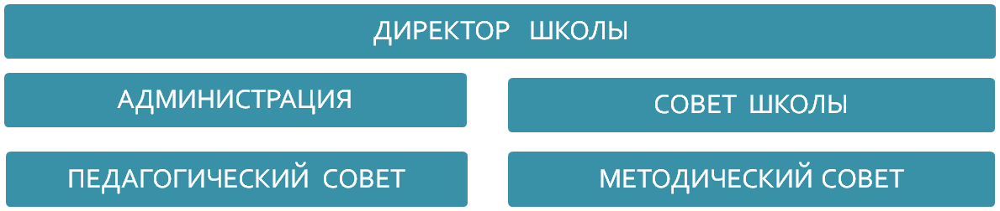 ДИРЕКТОР ШКОЛЫ
АДМИНИСТРАЦИЯ
СОВЕТ ШКОЛЫ
ПЕДАГОГИЧЕСКИЙ СОВЕТ
МЕТОДИЧЕСКИЙ СОВЕТ